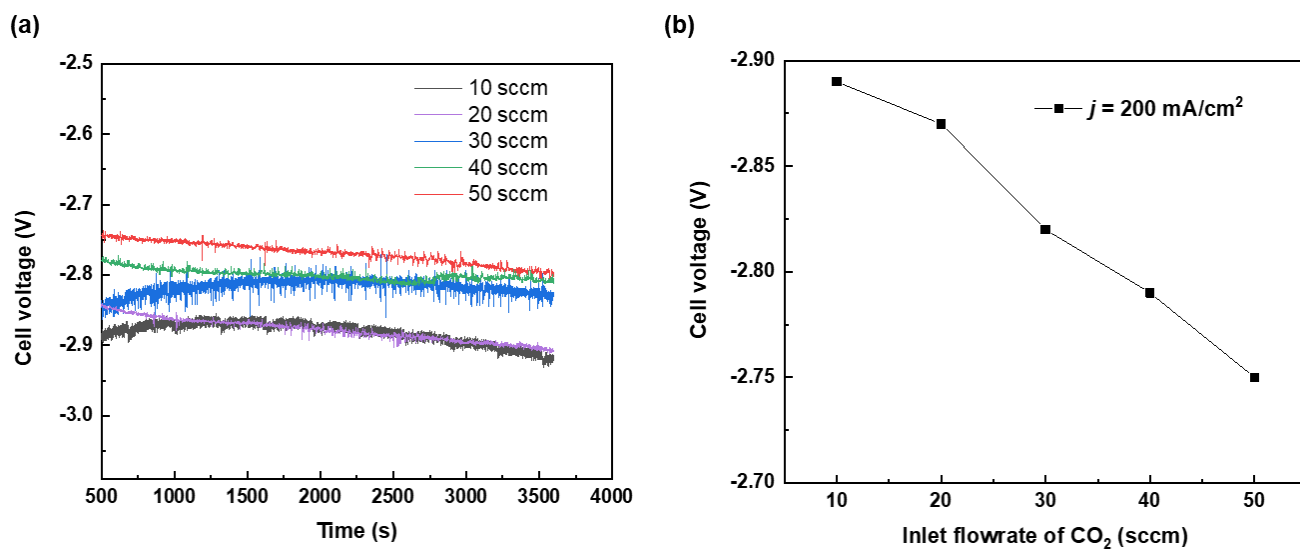 (a)
-2.5
-2.6
-2.7
-2.8
-2.9
-3.0
Cell voltage (V)
10 sccm
20 sccm
30 sccm
40 sccm
50 sccm
500 1000 1500 2000 2500 3000 3500 4000
Time (s)
(b)
-2.90
-2.85
-2.80
-2.75
-2.70
Cell voltage (V)
j = 200 mA/cm²
10 20 30 40 50
Inlet flowrate of CO₂ (sccm)